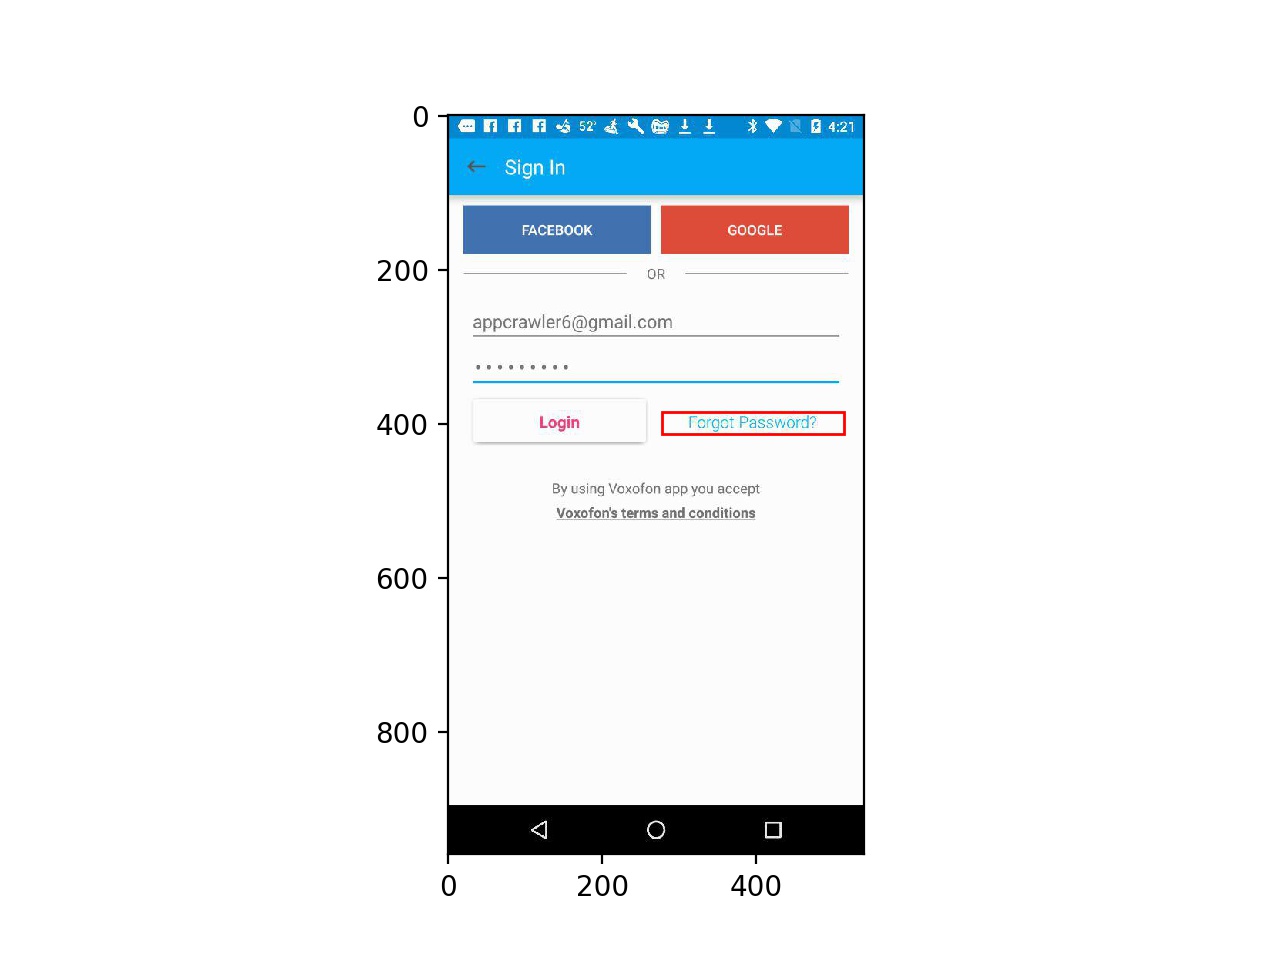 0
200
400
600
800
52°
4:21
Sign In
FACEBOOK
GOOGLE
OR
appcrawler6@gmail.com
•••••••••
Login
Forgot Password?
By using Voxofon app you accept
Voxofon's terms and conditions
0
200
400